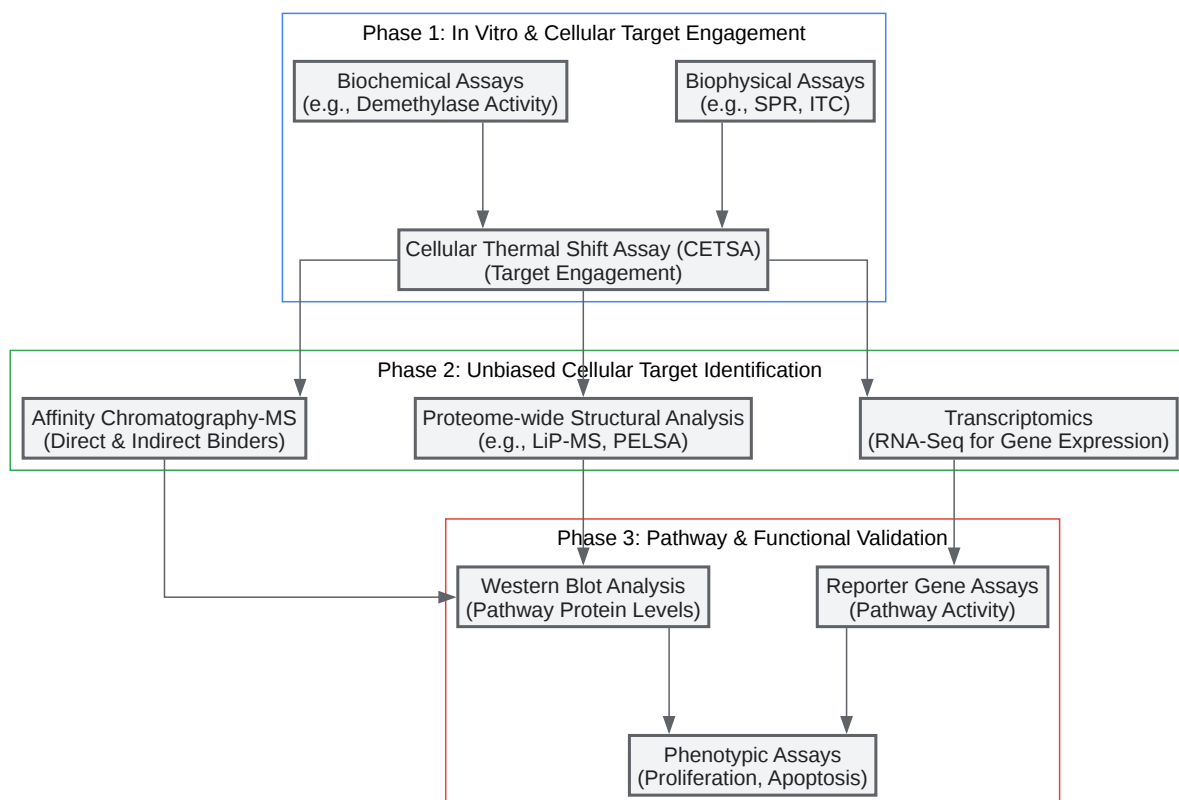 Phase 1: In Vitro & Cellular Target Engagement
Biochemical Assays
(e.g., Demethylase Activity)
Biophysical Assays
(e.g., SPR, ITC)
Cellular Thermal Shift Assay (CETSA)
(Target Engagement)
Phase 2: Unbiased Cellular Target Identification
Affinity Chromatography-MS
(Direct & Indirect Binders)
Proteome-wide Structural Analysis
(e.g., LiP-MS, PELSA)
Transcriptomics
(RNA-Seq for Gene Expression)
Phase 3: Pathway & Functional Validation
Western Blot Analysis
(Pathway Protein Levels)
Reporter Gene Assays
(Pathway Activity)
Phenotypic Assays
(Proliferation, Apoptosis)